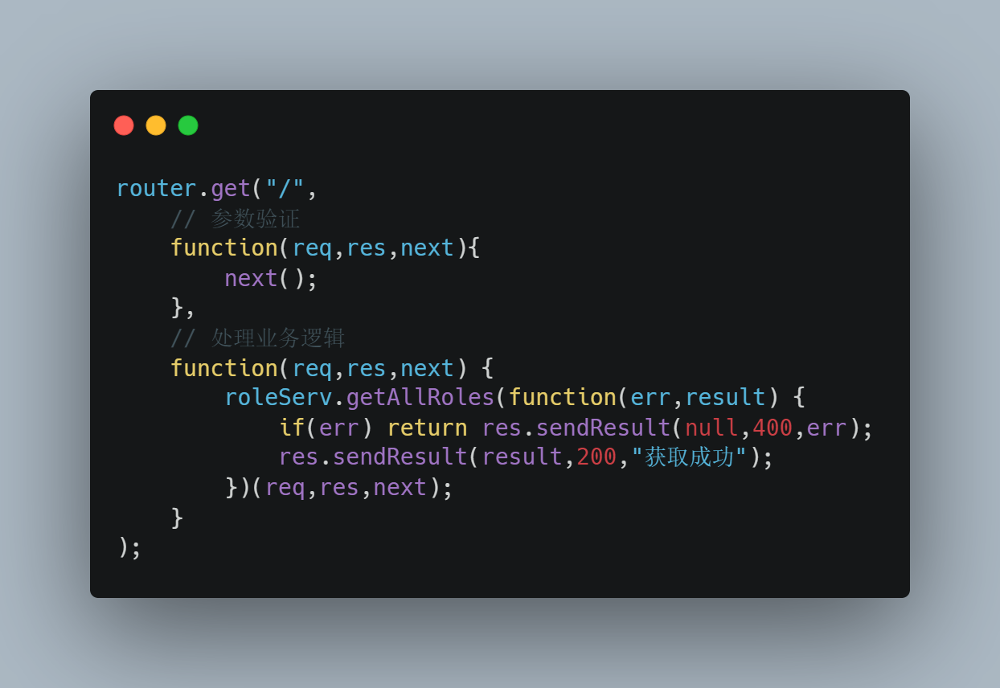 router.get("/",
    // 参数验证
    function(req,res,next){
        next();
    },
    // 处理业务逻辑
    function(req,res,next) {
        roleServ.getAllRoles(function(err,result) {
            if(err) return res.sendResult(null,400,err);
            res.sendResult(result,200,"获取成功");
        })(req,res,next);
    }
);